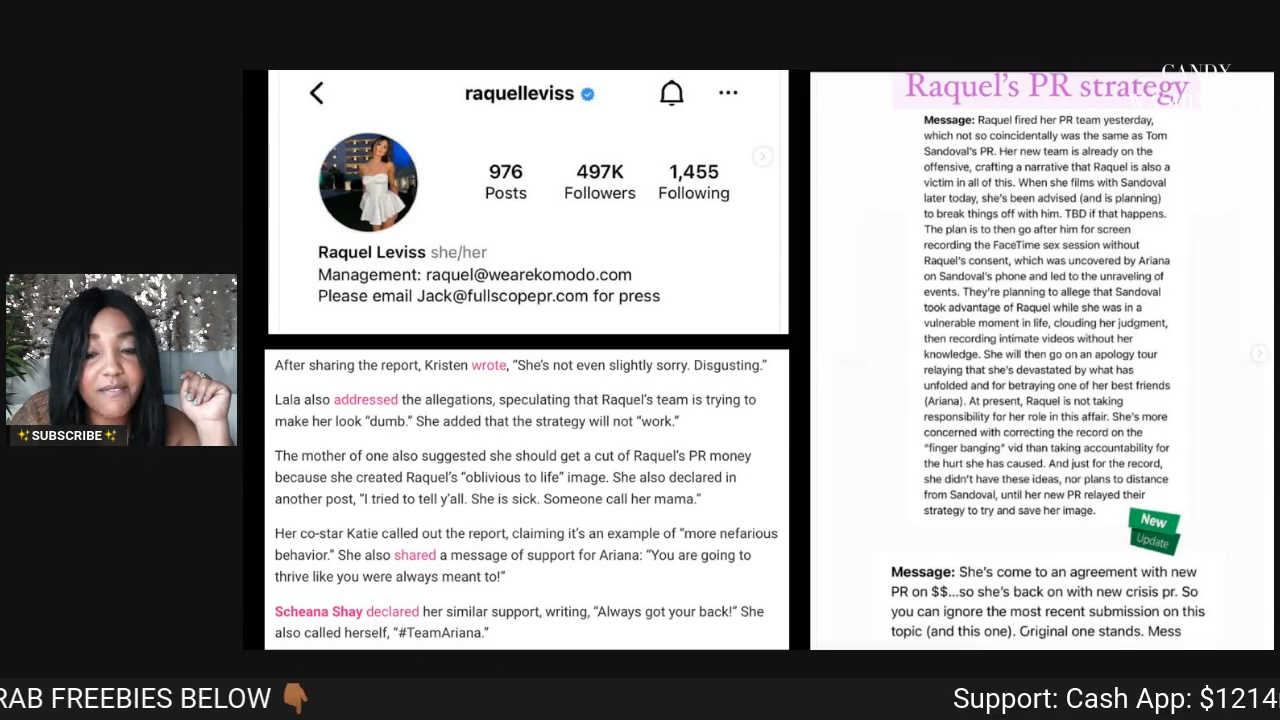 raquelleviss
976
497K
1,455
Posts
Followers
Following
Raquel Leviss she/her
Management: raquel@wearekomodo.com
Please email Jack@fullscopepr.com for press
After sharing the report, Kristen wrote, “She’s not even slightly sorry. Disgusting.”
Lala also addressed the allegations, speculating that Raquel’s team is trying to
make her look “dumb.” She added that the strategy will not “work.”
The mother of one also suggested she should get a cut of Raquel’s PR money
because she created Raquel’s “oblivious to life” image. She also declared in
another post, “I tried to tell y’all. She is sick. Someone call her mama.”
Her co-star Katie called out the report, claiming it’s an example of “more nefarious
behavior.” She also shared a message of support for Ariana: “You are going to
thrive like you were always meant to!”
Scheana Shay declared her similar support, writing, “Always got your back!” She
also called herself, “#TeamAriana.”
CANDY
Raquel’s PR strategy
Message: Raquel fired her PR team yesterday,
which not so coincidentally was the same as Tom
Sandoval’s PR. Her new team is already on the
offensive, crafting a narrative that Raquel is also a
victim in all of this. When she films with Sandoval
later today, she’s been advised (and is planning)
to break things off with him. TBD if that happens.
The plan is to then go after him for screen
recording the FaceTime sex session without
Raquel’s consent, which was uncovered by Ariana
on Sandoval’s phone and led to the unraveling of
events. They’re planning to allege that Sandoval
took advantage of Raquel while she was in a
vulnerable moment in life, clouding her judgment,
then recording intimate videos without her
knowledge. She will then go on an apology tour
relaying that she’s devastated by what has
unfolded and for betraying one of her best friends
(Ariana). At present, Raquel is not taking
responsibility for her role in this affair. She’s more
concerned with correcting the record on the
“finger banging” vid than taking accountability for
the hurt she has caused. And just for the record,
she didn’t have these ideas, nor plans to distance
from Sandoval, until her new PR relayed their
strategy to try and save her image.
New
Update
Message: She’s come to an agreement with new
PR on $$...so she’s back on with new crisis pr. So
you can ignore the most recent submission on this
topic (and this one). Original one stands. Mess
✨SUBSCRIBE✨
RAB FREEBIES BELOW 👇🏾
Support: Cash App: $1214